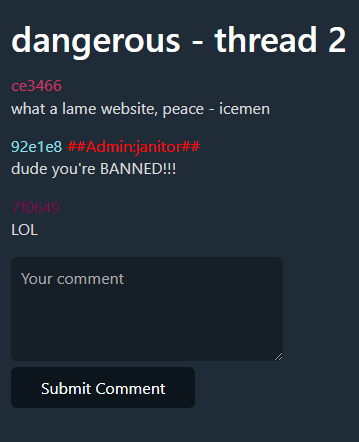 dangerous - thread 2
ce3466
what a lame website, peace - icemen
92e1e8 ##Admin:janitor##
dude you're BANNED!!!
7f0649
LOL
Your comment
Submit Comment